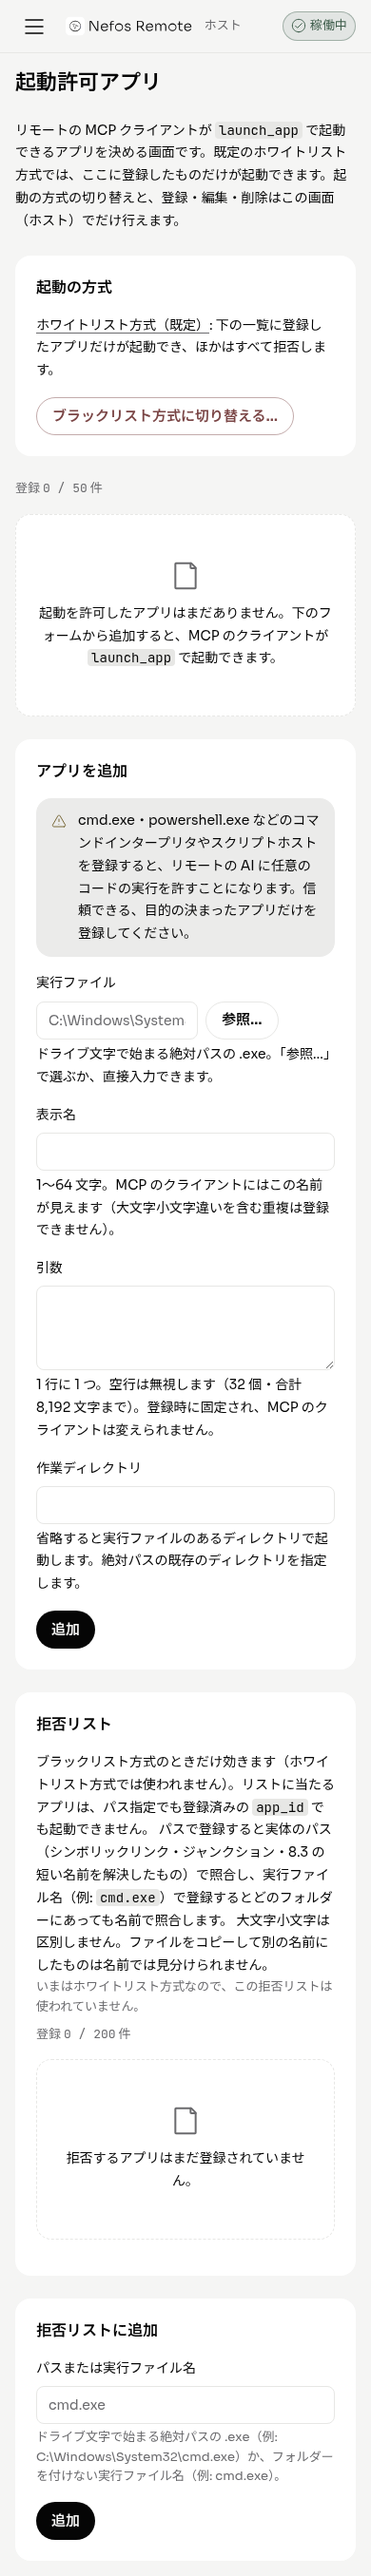 Nefos Remote ホスト 稼働中
起動許可アプリ
リモートの MCP クライアントが launch_app で起動
できるアプリを決める画面です。既定のホワイトリスト
方式では、ここに登録したものだけが起動できます。起
動の方式の切り替えと、登録・編集・削除はこの画面
（ホスト）でだけ行えます。
起動の方式
ホワイトリスト方式（既定）: 下の一覧に登録し
たアプリだけが起動でき、ほかはすべて拒否しま
す。
ブラックリスト方式に切り替える…
登録 0 / 50 件
起動を許可したアプリはまだありません。下のフ
ォームから追加すると、MCP のクライアントが
launch_app で起動できます。
アプリを追加
cmd.exe・powershell.exe などのコマ
ンドインタープリタやスクリプトホスト
を登録すると、リモートの AI に任意の
コードの実行を許すことになります。信
頼できる、目的の決まったアプリだけを
登録してください。
実行ファイル
C:\Windows\System 参照…
ドライブ文字で始まる絶対パスの .exe。「参照…」
で選ぶか、直接入力できます。
表示名
1〜64 文字。MCP のクライアントにはこの名前
が見えます（大文字小文字違いを含む重複は登録
できません）。
引数
1 行に 1 つ。空行は無視します（32 個・合計
8,192 文字まで）。登録時に固定され、MCP のク
ライアントは変えられません。
作業ディレクトリ
省略すると実行ファイルのあるディレクトリで起
動します。絶対パスの既存のディレクトリを指定
します。
追加
拒否リスト
ブラックリスト方式のときだけ効きます（ホワイ
トリスト方式では使われません）。リストに当たる
アプリは、パス指定でも登録済みの app_id で
も起動できません。 パスで登録すると実体のパス
（シンボリックリンク・ジャンクション・8.3 の
短い名前を解決したもの）で照合し、実行ファイ
ル名（例: cmd.exe）で登録するとどのフォルダ
ーにあっても名前で照合します。 大文字小文字は
区別しません。ファイルをコピーして別の名前に
したものは名前では見分けられません。
いまはホワイトリスト方式なので、この拒否リストは
使われていません。
登録 0 / 200 件
拒否するアプリはまだ登録されていませ
ん。
拒否リストに追加
パスまたは実行ファイル名
cmd.exe
ドライブ文字で始まる絶対パスの .exe（例:
C:\Windows\System32\cmd.exe）か、フォルダー
を付けない実行ファイル名（例: cmd.exe）。
追加